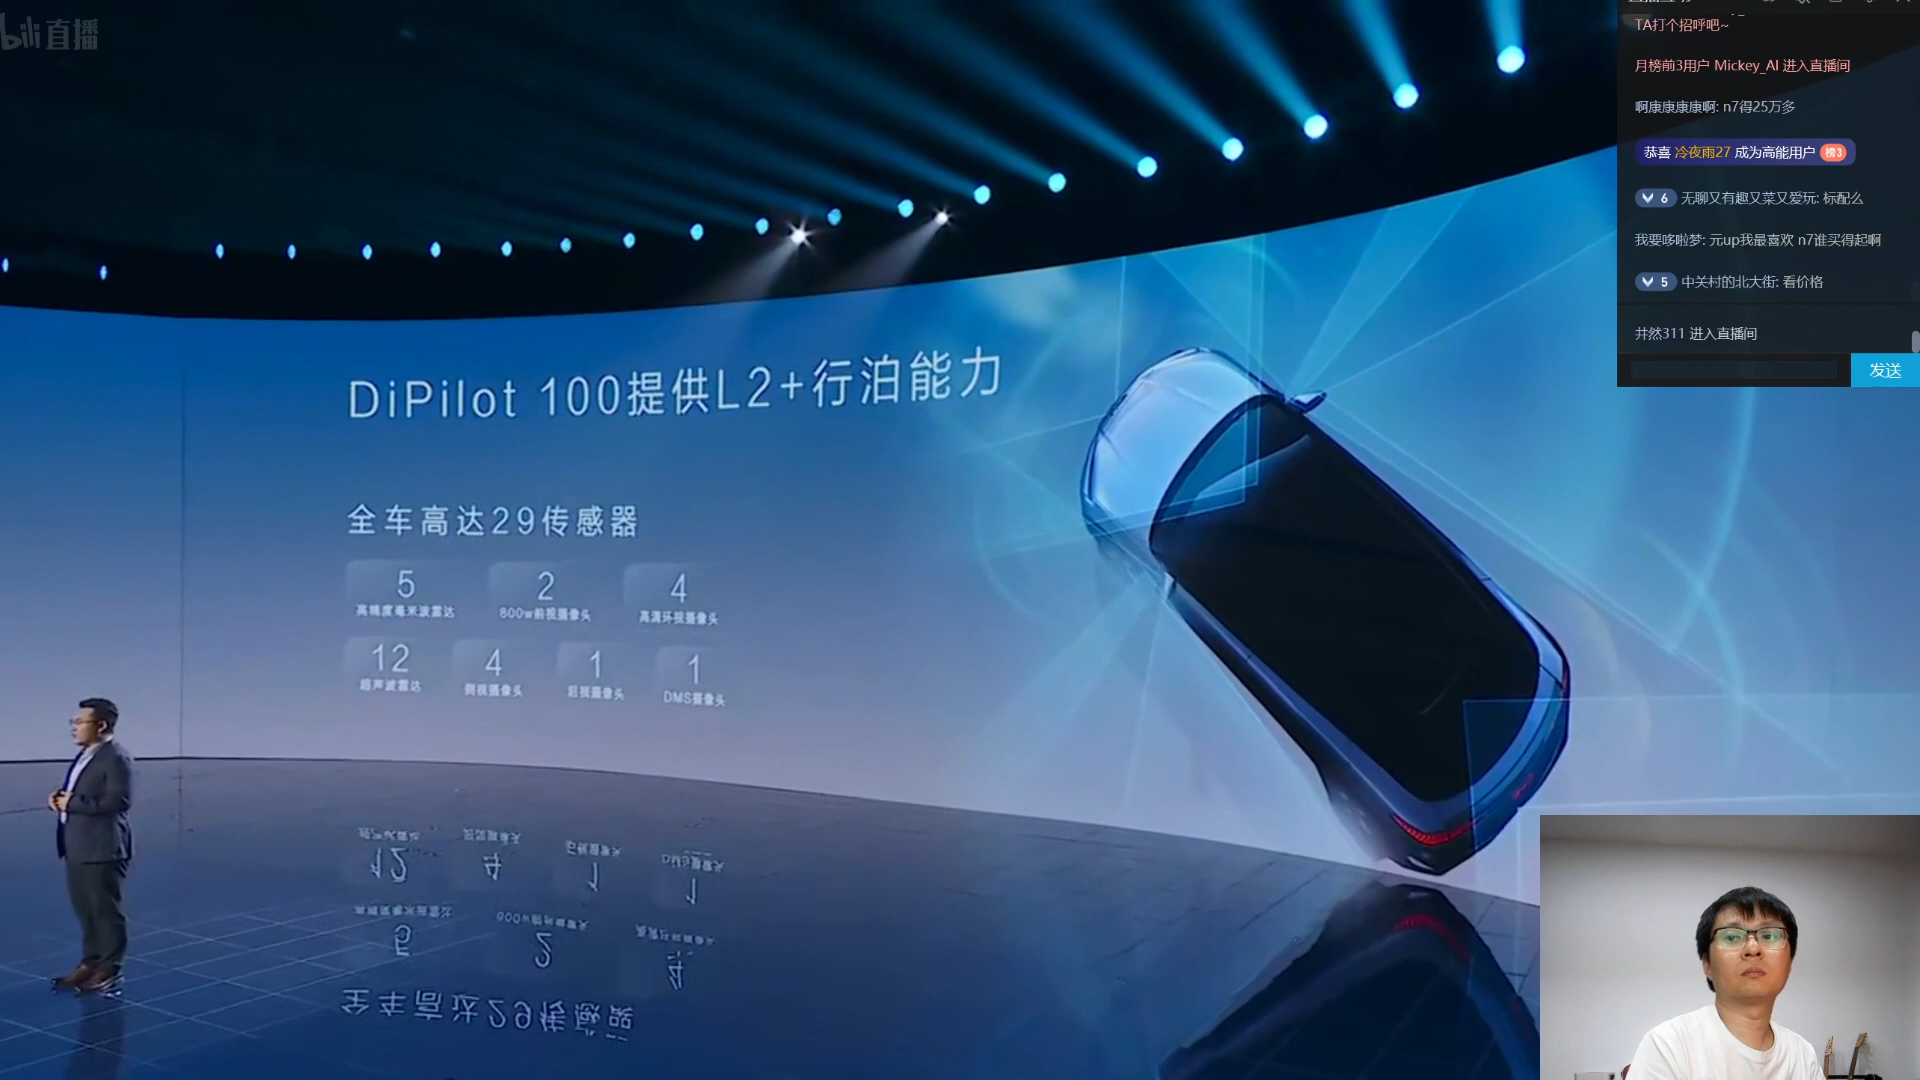 bili 直播
DiPilot 100提供L2+行泊能力
全车高达29传感器
5
高精度毫米波雷达
2
800w前视摄像头
4
高清环视摄像头
12
超声波雷达
4
侧视摄像头
1
后视摄像头
1
DMS摄像头
TA打个招呼吧~
月榜前3用户 Mickey_AI 进入直播间
啊康康康康啊: n7得25万多
恭喜 冷夜雨27 成为高能用户 榜3
6 无聊又有趣又菜又爱玩: 标配么
我要哆啦梦: 元up我最喜欢 n7谁买得起啊
5 中关村的北大街: 看价格
井然311 进入直播间
发送